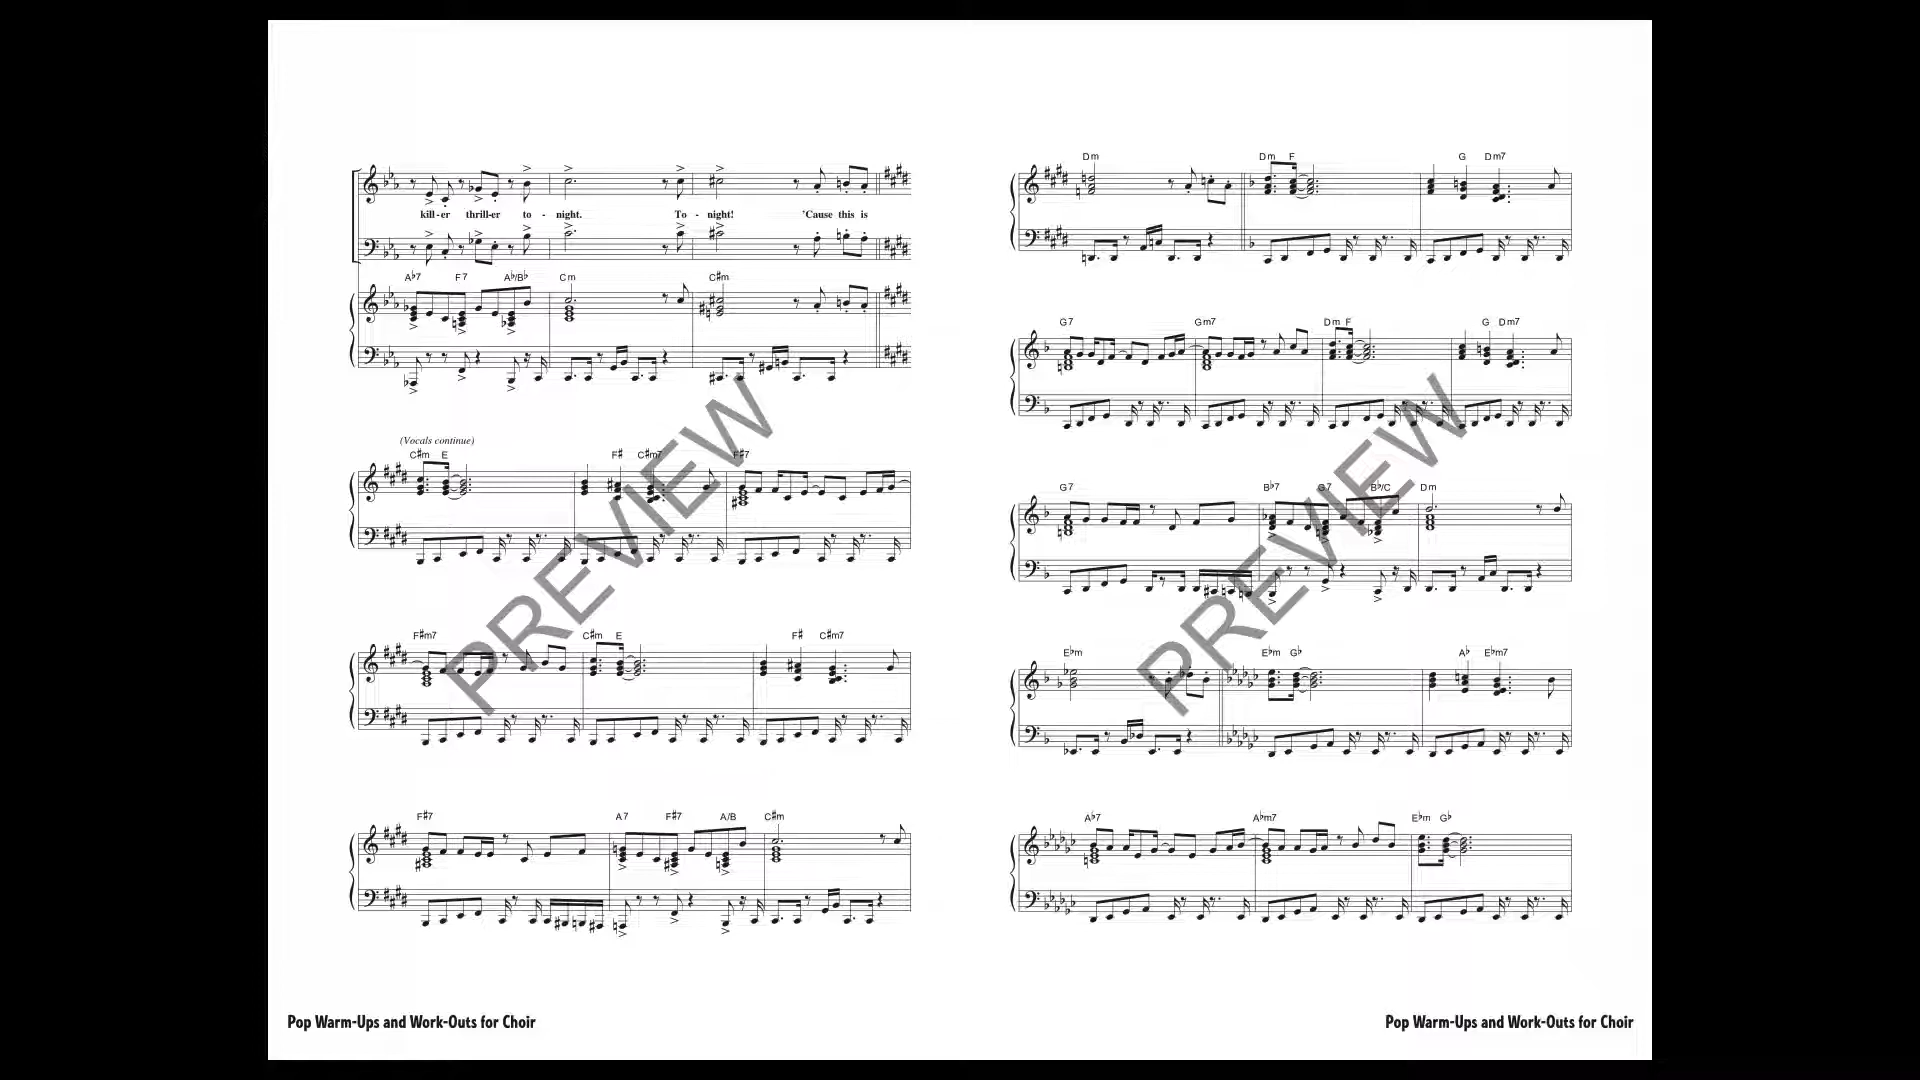 kill-er thrill-er to - night. To - night! 'Cause this is
A♭7 F7 A♭/B♭ Cm C♯m
(Vocals continue)
C♯m E F♯ C♯m7 F♯7
F♯m7 C♯m E F♯ C♯m7
F♯7 A7 F♯7 A/B C♯m
Pop Warm-Ups and Work-Outs for Choir
Dm Dm F G Dm7
G7 Gm7 Dm F G Dm7
G7 B♭7 G7 B♭/C Dm
E♭m E♭m G♭ A♭ E♭m7
A♭7 A♭m7 E♭m G♭
Pop Warm-Ups and Work-Outs for Choir
PREVIEW
PREVIEW